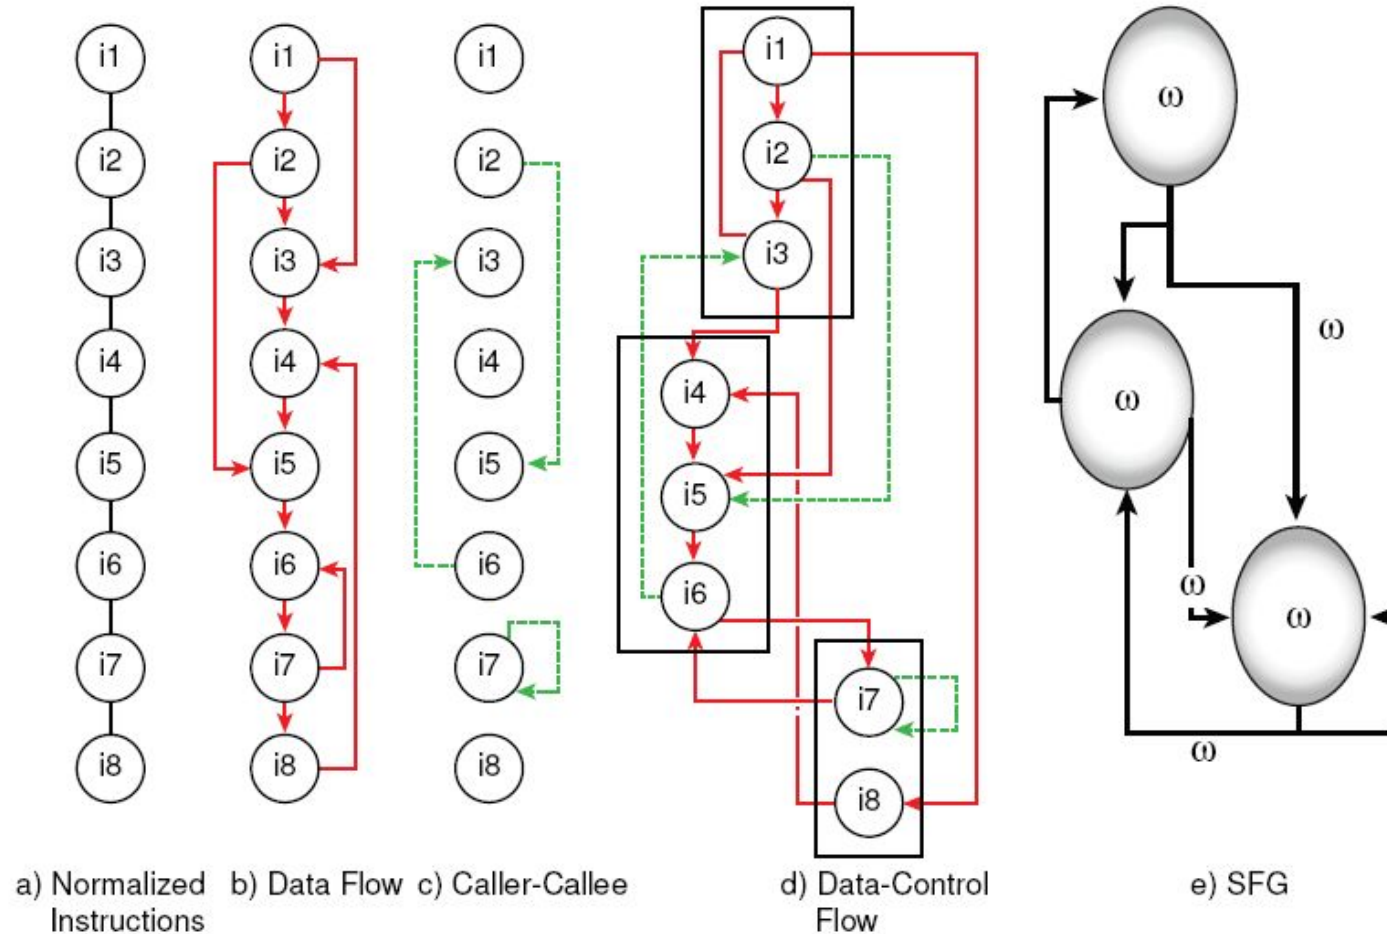 i1
i2
i3
i4
i5
i6
i7
i8
i1
i2
i3
i4
i5
i6
i7
i8
i1
i2
i3
i4
i5
i6
i7
i8
i1
i2
i3
i4
i5
i6
i7
i8
ω
ω
ω
ω
ω
ω
a) Normalized
Instructions
b) Data Flow
c) Caller-Callee
d) Data-Control
Flow
e) SFG